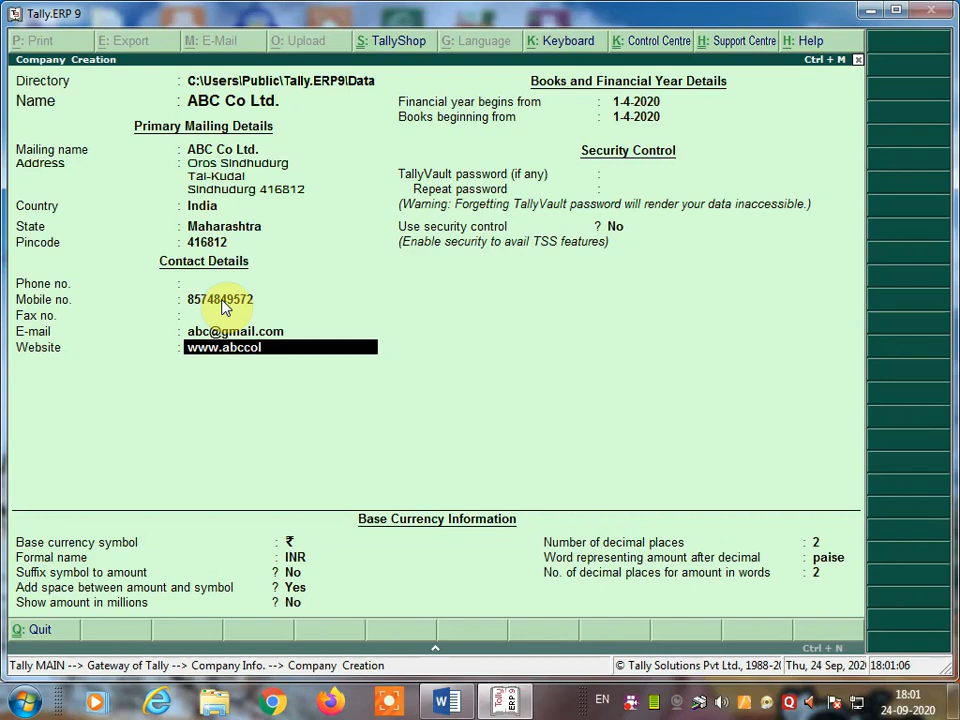 Tally.ERP 9
P: Print E: Export M: E-Mail O: Upload S: TallyShop G: Language K: Keyboard K: Control Centre H: Support Centre H: Help
Company Creation Ctrl + M
Directory : C:\Users\Public\Tally.ERP9\Data
Name : ABC Co Ltd.
Primary Mailing Details
Mailing name : ABC Co Ltd.
Address : Oros Sindhudurg
Tal-Kudal
Sindhudurg 416812
Country : India
State : Maharashtra
Pincode : 416812
Contact Details
Phone no. :
Mobile no. : 8574849572
Fax no. :
E-mail : abc@gmail.com
Website : www.abccol
Books and Financial Year Details
Financial year begins from : 1-4-2020
Books beginning from : 1-4-2020
Security Control
TallyVault password (if any) :
Repeat password :
(Warning: Forgetting TallyVault password will render your data inaccessible.)
Use security control ? No
(Enable security to avail TSS features)
Base Currency Information
Base currency symbol : ₹
Formal name : INR
Suffix symbol to amount ? No
Add space between amount and symbol ? Yes
Show amount in millions ? No
Number of decimal places : 2
Word representing amount after decimal : paise
No. of decimal places for amount in words : 2
Q: Quit
Ctrl + N
Tally MAIN --> Gateway of Tally --> Company Info. --> Company Creation © Tally Solutions Pvt Ltd., 1988-20 Thu, 24 Sep, 202 18:01:06
EN 18:01
24-09-2020